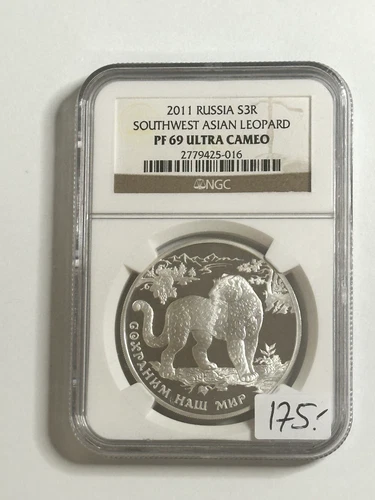 2011 RUSSIA S3R
SOUTHWEST ASIAN LEOPARD
PF 69 ULTRA CAMEO
2779425-016
NGC
СОХРАНИМ НАШ МИР
175.-